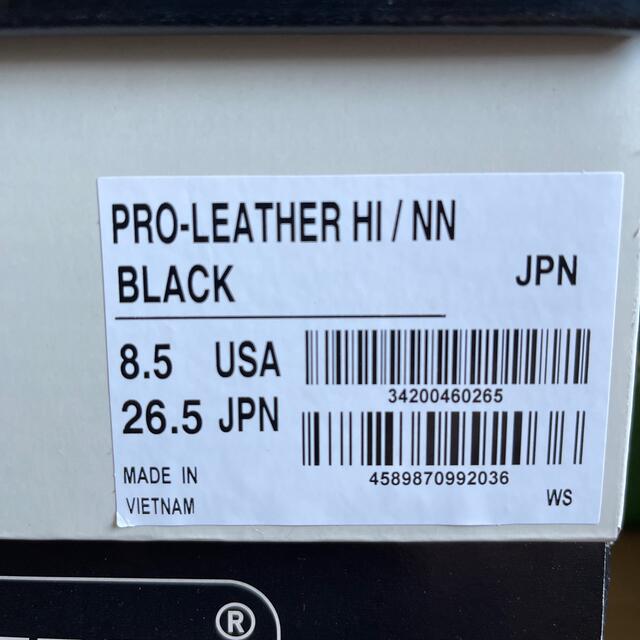 PRO-LEATHER HI / NN
BLACK
JPN
8.5 USA
34200460265
26.5 JPN
4589870992036
MADE IN
VIETNAM
WS
®